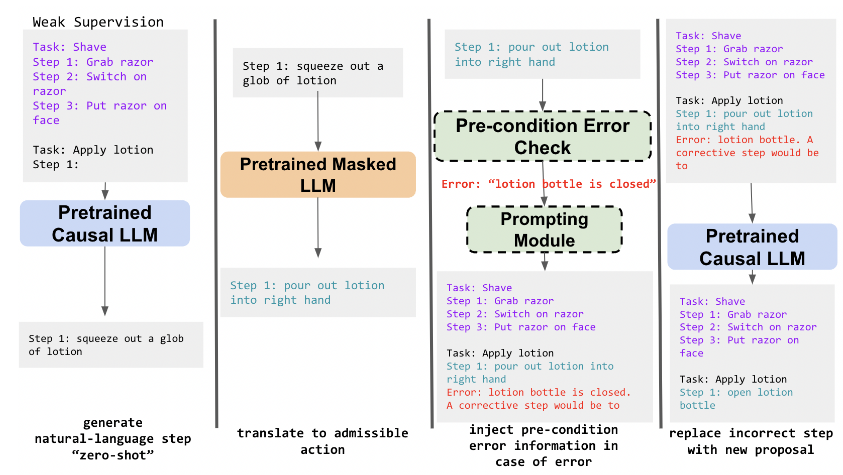 Weak Supervision
Task: Shave
Step 1: Grab razor
Step 2: Switch on
razor
Step 3: Put razor on
face
Task: Apply lotion
Step 1:
Pretrained
Causal LLM
Step 1: squeeze out a glob
of lotion
generate
natural-language step
“zero-shot”
Step 1: squeeze out a
glob of lotion
Pretrained Masked
LLM
Step 1: pour out lotion
into right hand
translate to admissible
action
Step 1: pour out lotion
into right hand
Pre-condition Error
Check
Error: “lotion bottle is closed”
Prompting
Module
Task: Shave
Step 1: Grab razor
Step 2: Switch on razor
Step 3: Put razor on face
Task: Apply lotion
Step 1: pour out lotion into
right hand
Error: lotion bottle is closed.
A corrective step would be to
inject pre-condition
error information in
case of error
Task: Shave
Step 1: Grab razor
Step 2: Switch on razor
Step 3: Put razor on face
Task: Apply lotion
Step 1: pour out lotion
into right hand
Error: lotion bottle. A
corrective step would be
to
Pretrained
Causal LLM
Task: Shave
Step 1: Grab razor
Step 2: Switch on razor
Step 3: Put razor on
face
Task: Apply lotion
Step 1: open lotion
bottle
replace incorrect step
with new proposal